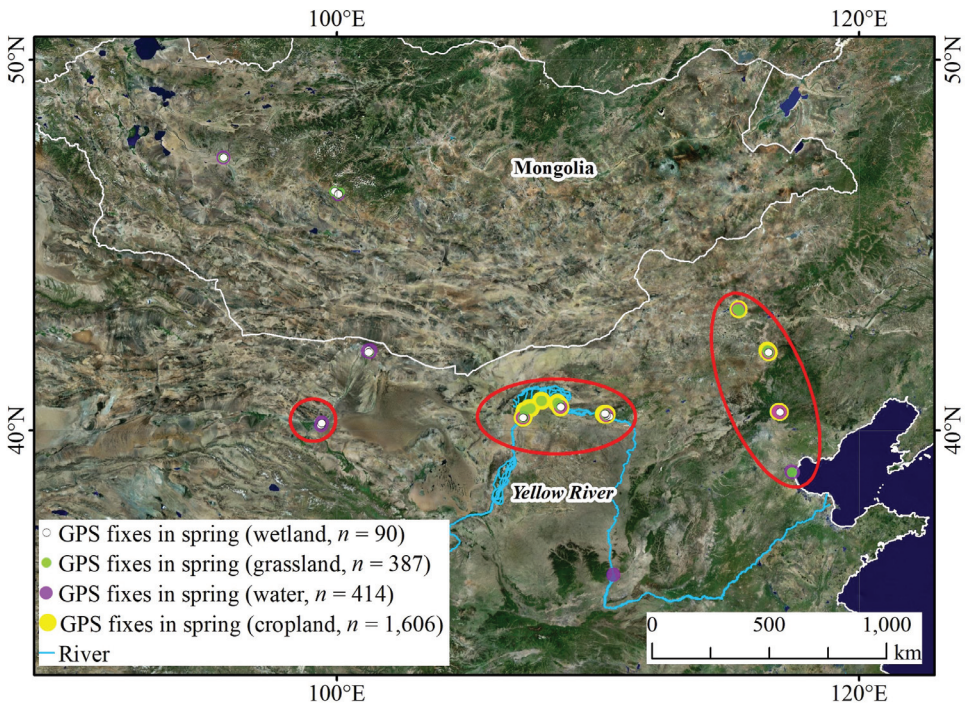 100°E
120°E
50°N
50°N
Mongolia
40°N
40°N
Yellow River
GPS fixes in spring (wetland, n = 90)
GPS fixes in spring (grassland, n = 387)
GPS fixes in spring (water, n = 414)
GPS fixes in spring (cropland, n = 1,606)
River
0 500 1,000
km
100°E
120°E